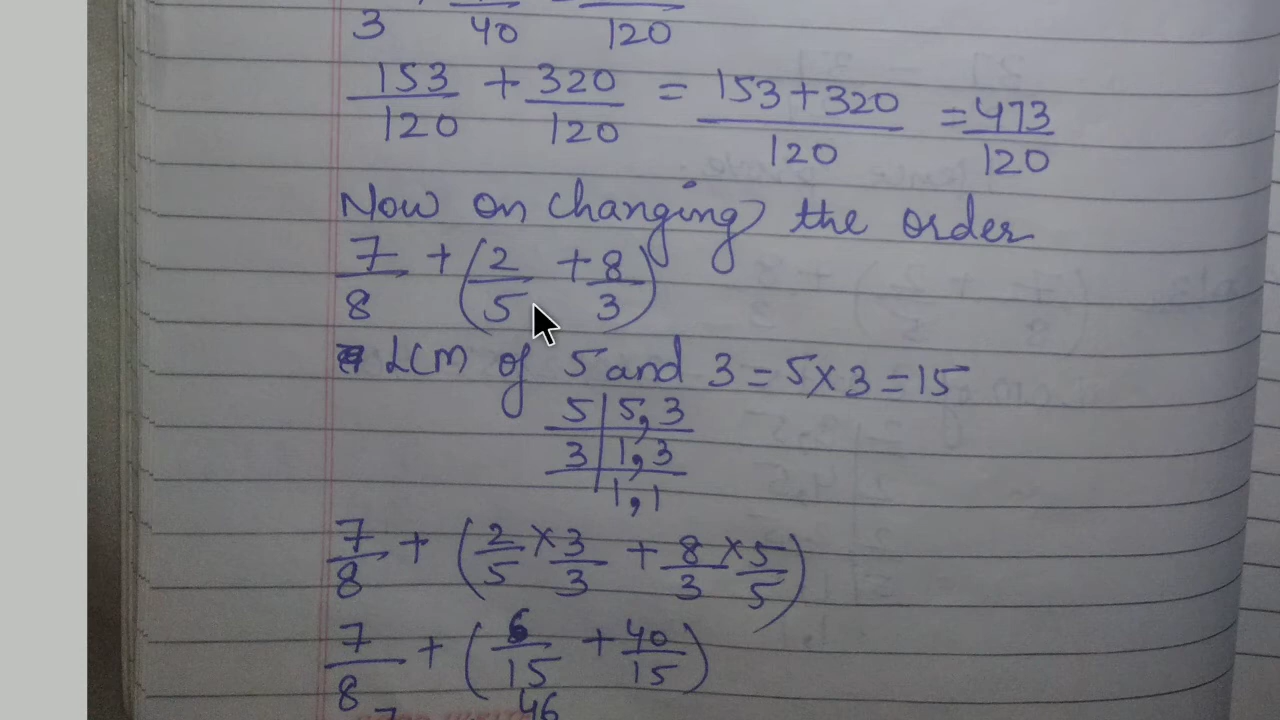 3 40 120
153/120 + 320/120 = 153+320/120 = 473/120
Now on changing the order
7/8 + (2/5 + 8/3)
LCM of 5 and 3 = 5×3 = 15
5 | 5,3
3 | 1,3
1,1
7/8 + (2/5 × 3/3 + 8/3 × 5/5)
7/8 + (6/15 + 40/15)
7 46